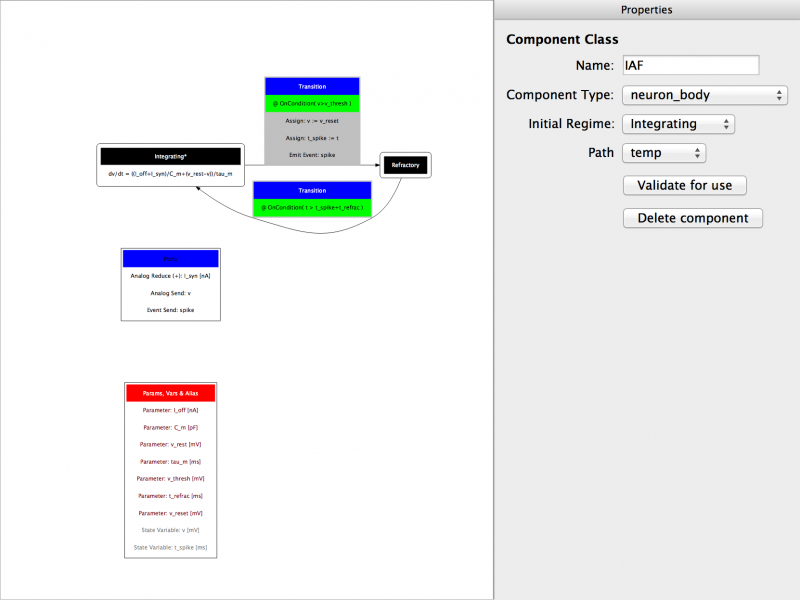 Transition
@ OnCondition( v>v_thresh )
Assign: v := v_reset
Assign: t_spike := t
Emit Event: spike
Integrating*
dv/dt = ((I_off+I_syn)/C_m+(v_rest-v))/tau_m
Refractory
Transition
@ OnCondition( t > t_spike+t_refrac )
Ports
Analog Reduce (+): I_syn [nA]
Analog Send: v
Event Send: spike
Params, Vars & Alias
Parameter: I_off [nA]
Parameter: C_m [pF]
Parameter: v_rest [mV]
Parameter: tau_m [ms]
Parameter: v_thresh [mV]
Parameter: t_refrac [ms]
Parameter: v_reset [mV]
State Variable: v [mV]
State Variable: t_spike [ms]
Properties
Component Class
Name: IAF
Component Type: neuron_body
Initial Regime: Integrating
Path temp
Validate for use
Delete component